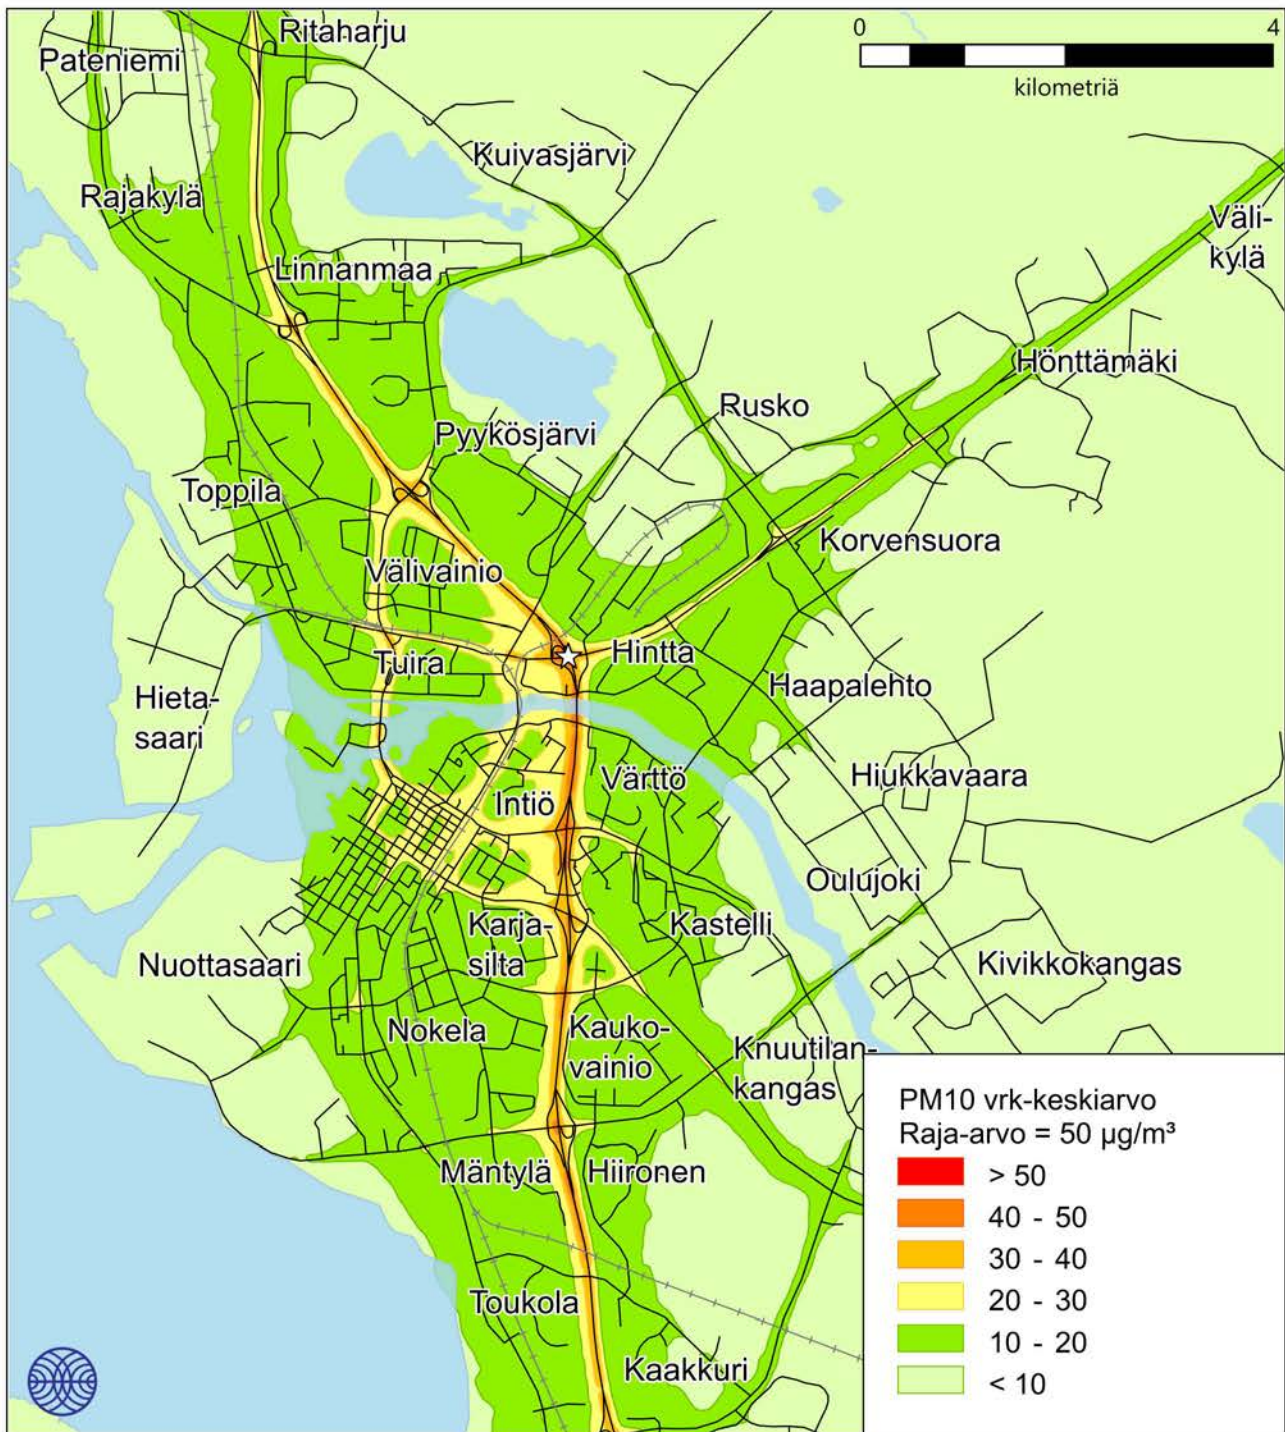 0 4
kilometriä
Ritaharju
Pateniemi
Kuivasjärvi
Rajakylä
Väli-
kylä
Linnanmaa
Hönttämäki
Rusko
Pyykösjärvi
Toppila
Korvensuora
Välivainio
Hintta
Tuira
Haapalehto
Hieta-
saari
Hiukkavaara
Värttö
Intiö
Oulujoki
Kastelli
Karja-
silta
Nuottasaari
Kivikkokangas
Nokela
Kauko-
vainio
Knuutilan-
kangas
Mäntylä
Hiironen
Toukola
Kaakkuri
PM10 vrk-keskiarvo
Raja-arvo = 50 µg/m³
> 50
40 - 50
30 - 40
20 - 30
10 - 20
< 10